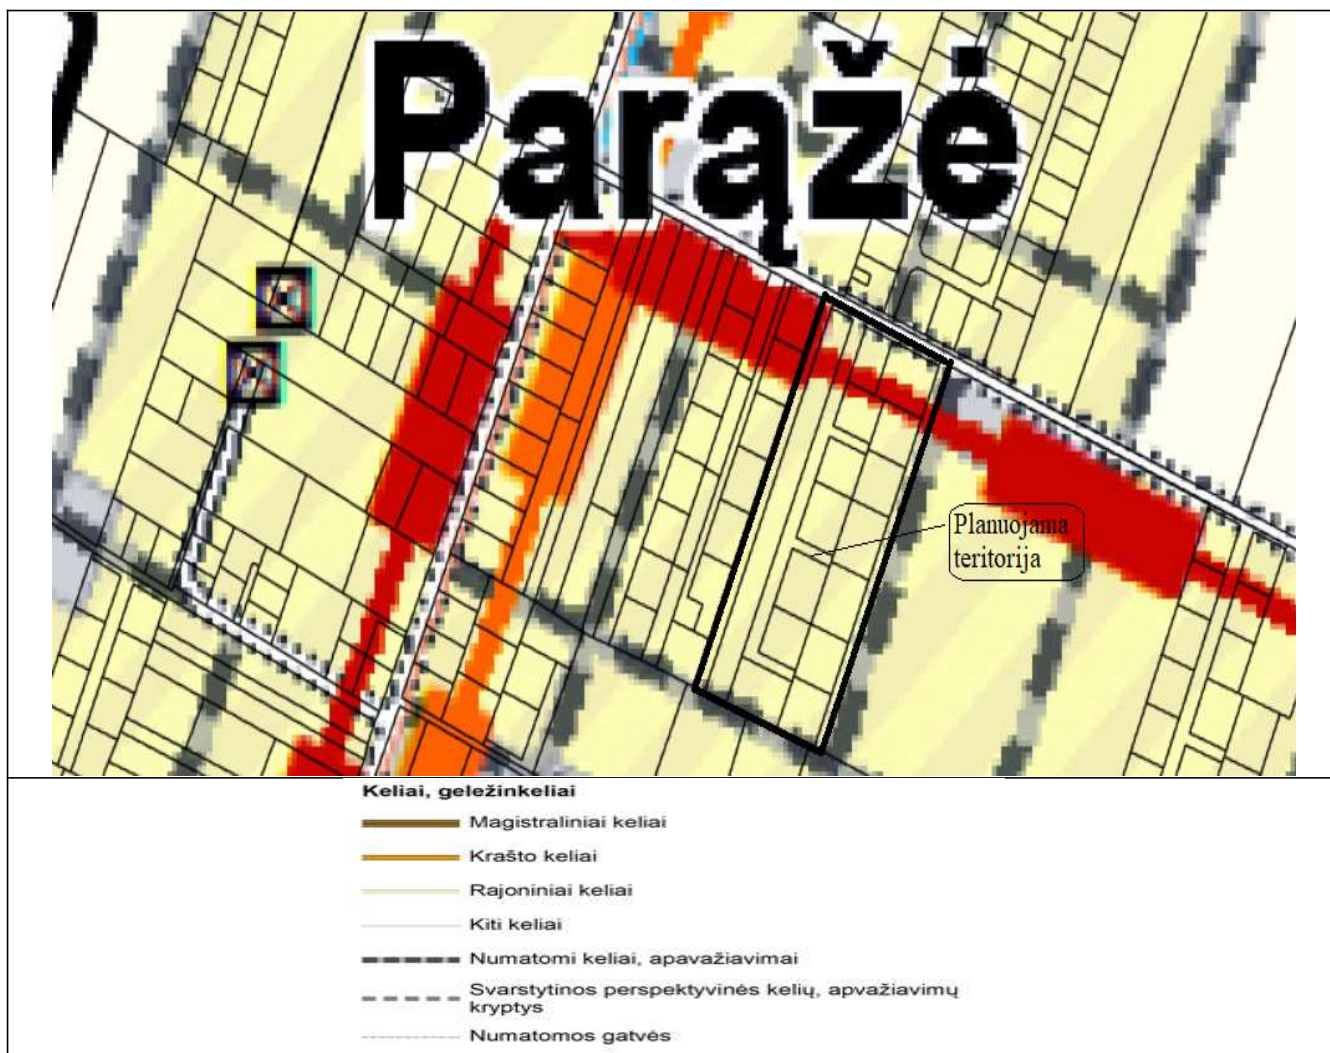 Parąžė
Planuojama
teritorija
Keliai, geležinkeliai
Magistraliniai keliai
Krašto keliai
Rajoniniai keliai
Kiti keliai
Numatomi keliai, apavažiavimai
Svarstytinos perspektyvinės kelių, apvažiavimų
kryptys
Numatomos gatvės